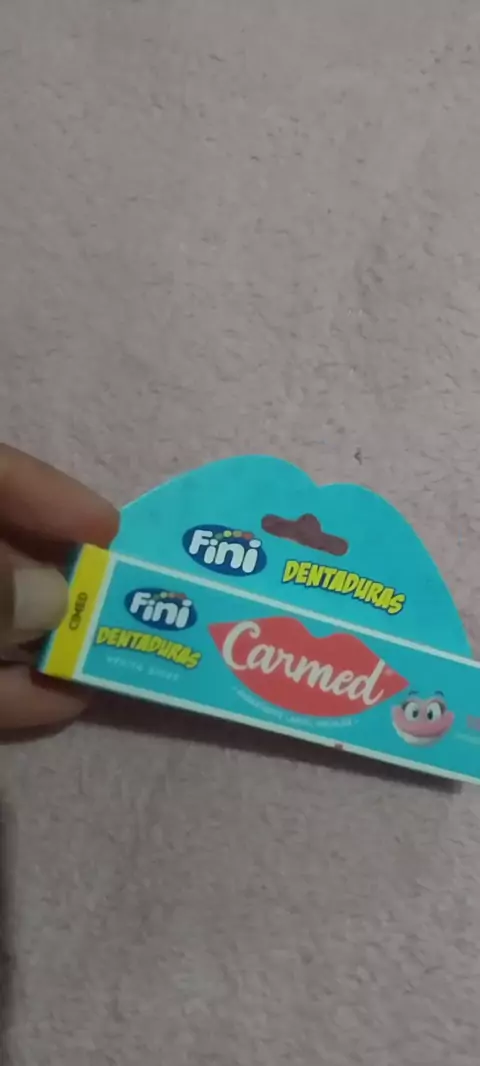 Fini
DENTADURAS
CIMED
Fini
DENTADURAS
Carmed